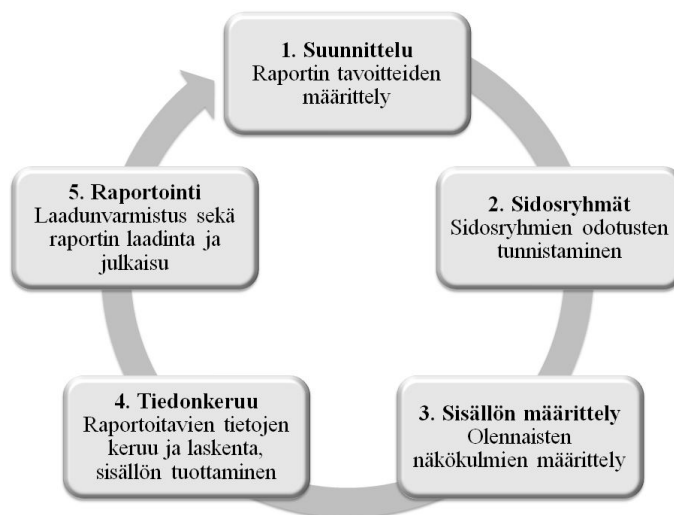 1. Suunnittelu
Raportin tavoitteiden
määrittely
2. Sidosryhmät
Sidosryhmien odotusten
tunnistaminen
3. Sisällön määrittely
Olennaisten
näkökulmien määrittely
4. Tiedonkeruu
Raportoitavien tietojen
keruu ja laskenta,
sisällön tuottaminen
5. Raportointi
Laadunvarmistus sekä
raportin laadinta ja
julkaisu